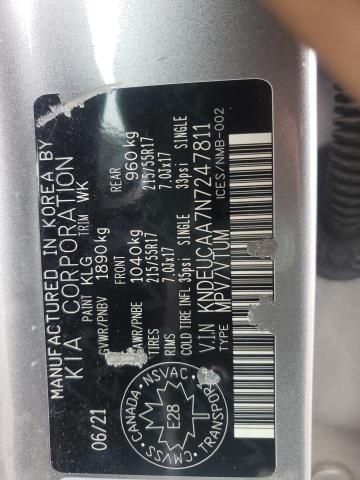 MANUFACTURED IN KOREA BY
KIA CORPORATION
06/21
PAINT KLG TRIM WK
GVWR/PNBV 1890kg
FRONT REAR
GAWR/PNBE 1040kg 960kg
TIRES 215/55R17 215/55R17
RIMS 7.0JX17 7.0JX17
COLD TIRE INFL 35psi SINGLE 33psi SINGLE
VIN KNDEUCAA7N7247811
TYPE MPV/VTUM ICES/NMB-002
CANADA
CMVSS NSVAC
E28
TRANSPORT